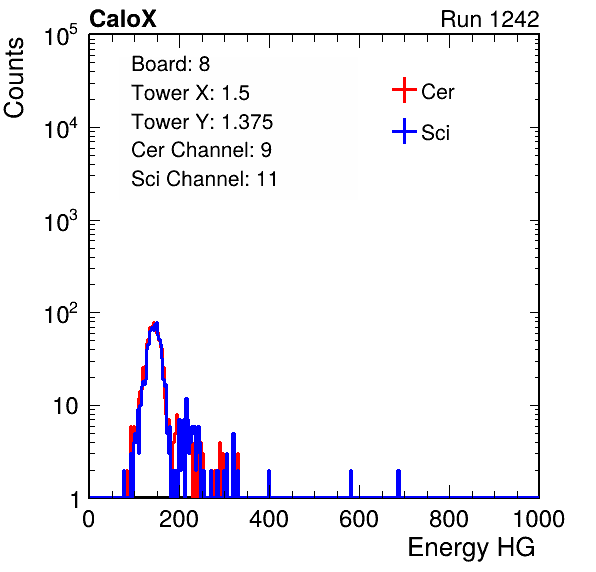 CaloX Run 1242
Counts
Board: 8
Tower X: 1.5
Tower Y: 1.375
Cer Channel: 9
Sci Channel: 11
Cer
Sci
10^5
10^4
10^3
10^2
10
1
0 200 400 600 800 1000
Energy HG